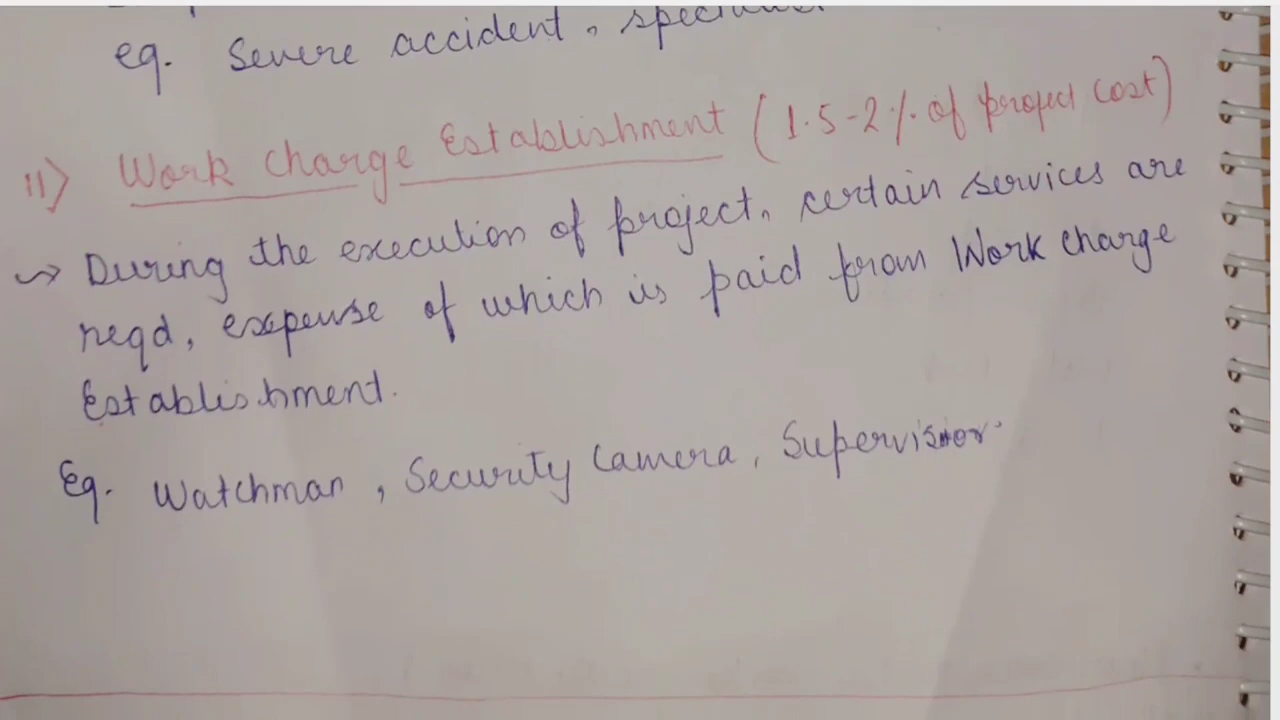 eg. Severe accident,
11) Work Charge Establishment (1.5-2% of project cost)
~> During the execution of project, certain services are
reqd, expense of which is paid from Work Charge
Establishment.
Eg. Watchman, Security Camera, Supervisor.